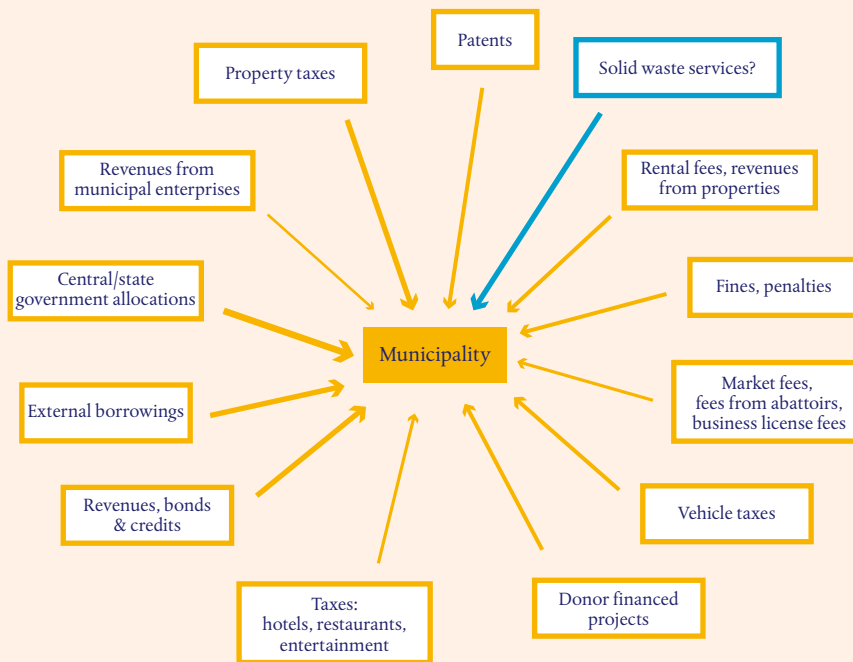 Patents
Solid waste services?
Property taxes
Revenues from
municipal enterprises
Rental fees, revenues
from properties
Central/state
government allocations
Fines, penalties
Municipality
External borrowings
Market fees,
fees from abattoirs,
business license fees
Revenues, bonds
& credits
Vehicle taxes
Taxes:
hotels, restaurants,
entertainment
Donor financed
projects